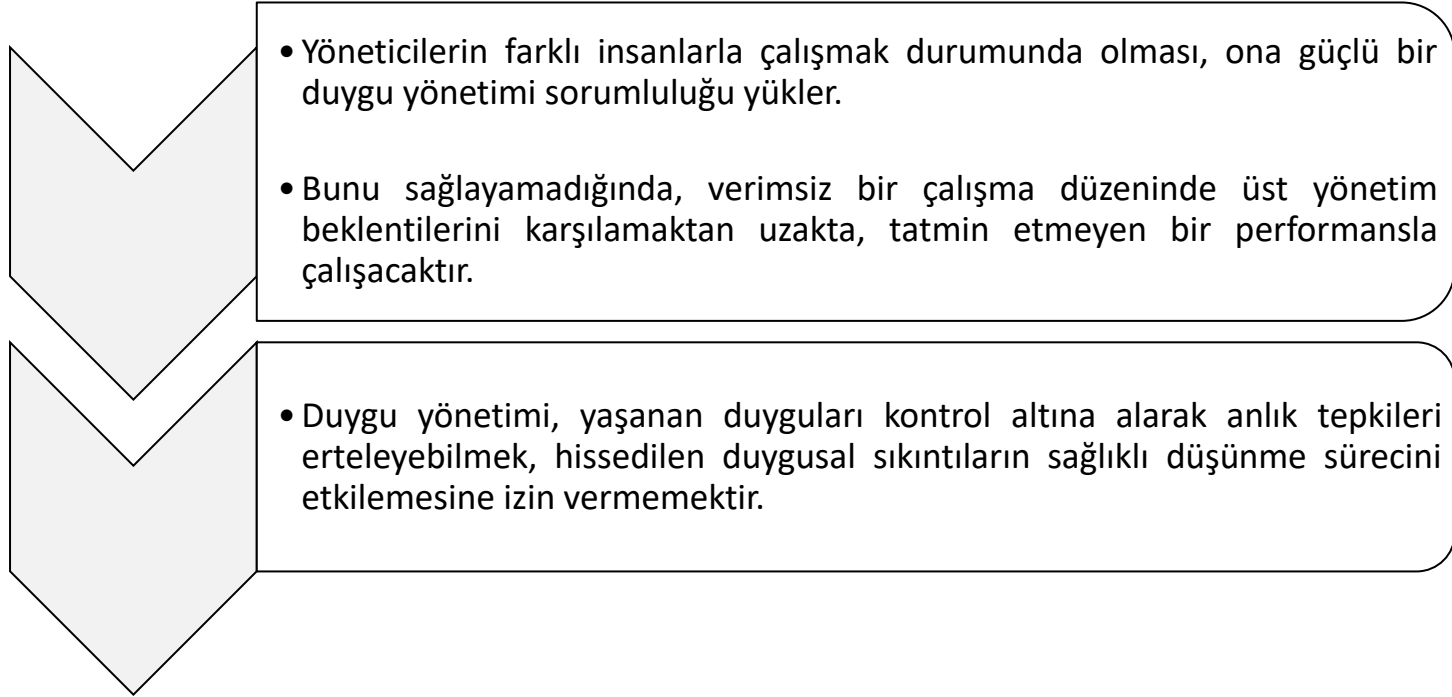 • Yöneticilerin farklı insanlarla çalışmak durumunda olması, ona güçlü bir
duygu yönetimi sorumluluğu yükler.
• Bunu sağlayamadığında, verimsiz bir çalışma düzeninde üst yönetim
beklentilerini karşılamaktan uzakta, tatmin etmeyen bir performansla
çalışacaktır.
• Duygu yönetimi, yaşanan duyguları kontrol altına alarak anlık tepkileri
erteleyebilmek, hissedilen duygusal sıkıntıların sağlıklı düşünme sürecini
etkilemesine izin vermemektir.